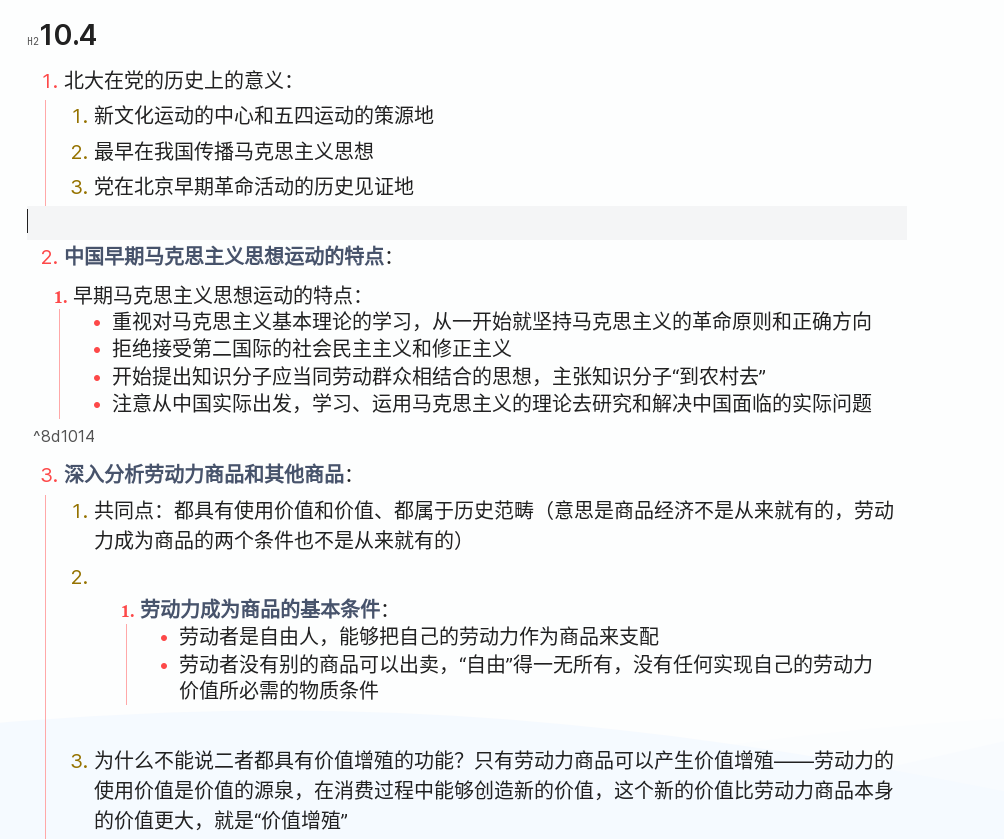 H2 10.4
1. 北大在党的历史上的意义：
1. 新文化运动的中心和五四运动的策源地
2. 最早在我国传播马克思主义思想
3. 党在北京早期革命活动的历史见证地
2. 中国早期马克思主义思想运动的特点：
1. 早期马克思主义思想运动的特点：
• 重视对马克思主义基本理论的学习，从一开始就坚持马克思主义的革命原则和正确方向
• 拒绝接受第二国际的社会民主主义和修正主义
• 开始提出知识分子应当同劳动群众相结合的思想，主张知识分子“到农村去”
• 注意从中国实际出发，学习、运用马克思主义的理论去研究和解决中国面临的实际问题
^8d1014
3. 深入分析劳动力商品和其他商品：
1. 共同点：都具有使用价值和价值、都属于历史范畴（意思是商品经济不是从来就有的，劳动
力成为商品的两个条件也不是从来就有的）
2.
1. 劳动力成为商品的基本条件：
• 劳动者是自由人，能够把自己的劳动力作为商品来支配
• 劳动者没有别的商品可以出卖，“自由”得一无所有，没有任何实现自己的劳动力
价值所必需的物质条件
3. 为什么不能说二者都具有价值增殖的功能？只有劳动力商品可以产生价值增殖——劳动力的
使用价值是价值的源泉，在消费过程中能够创造新的价值，这个新的价值比劳动力商品本身
的价值更大，就是“价值增殖”